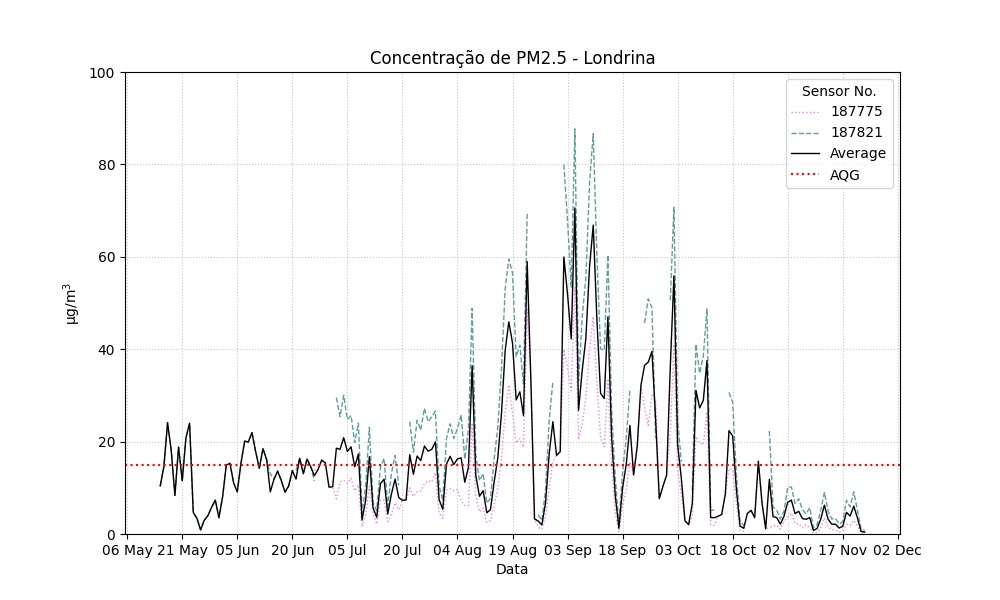 Concentração de PM2.5 - Londrina
100
80
60
40
20
0
µg/m³
Sensor No.
187775
187821
Average
AQG
06 May 21 May 05 Jun 20 Jun 05 Jul 20 Jul 04 Aug 19 Aug 03 Sep 18 Sep 03 Oct 18 Oct 02 Nov 17 Nov 02 Dec
Data